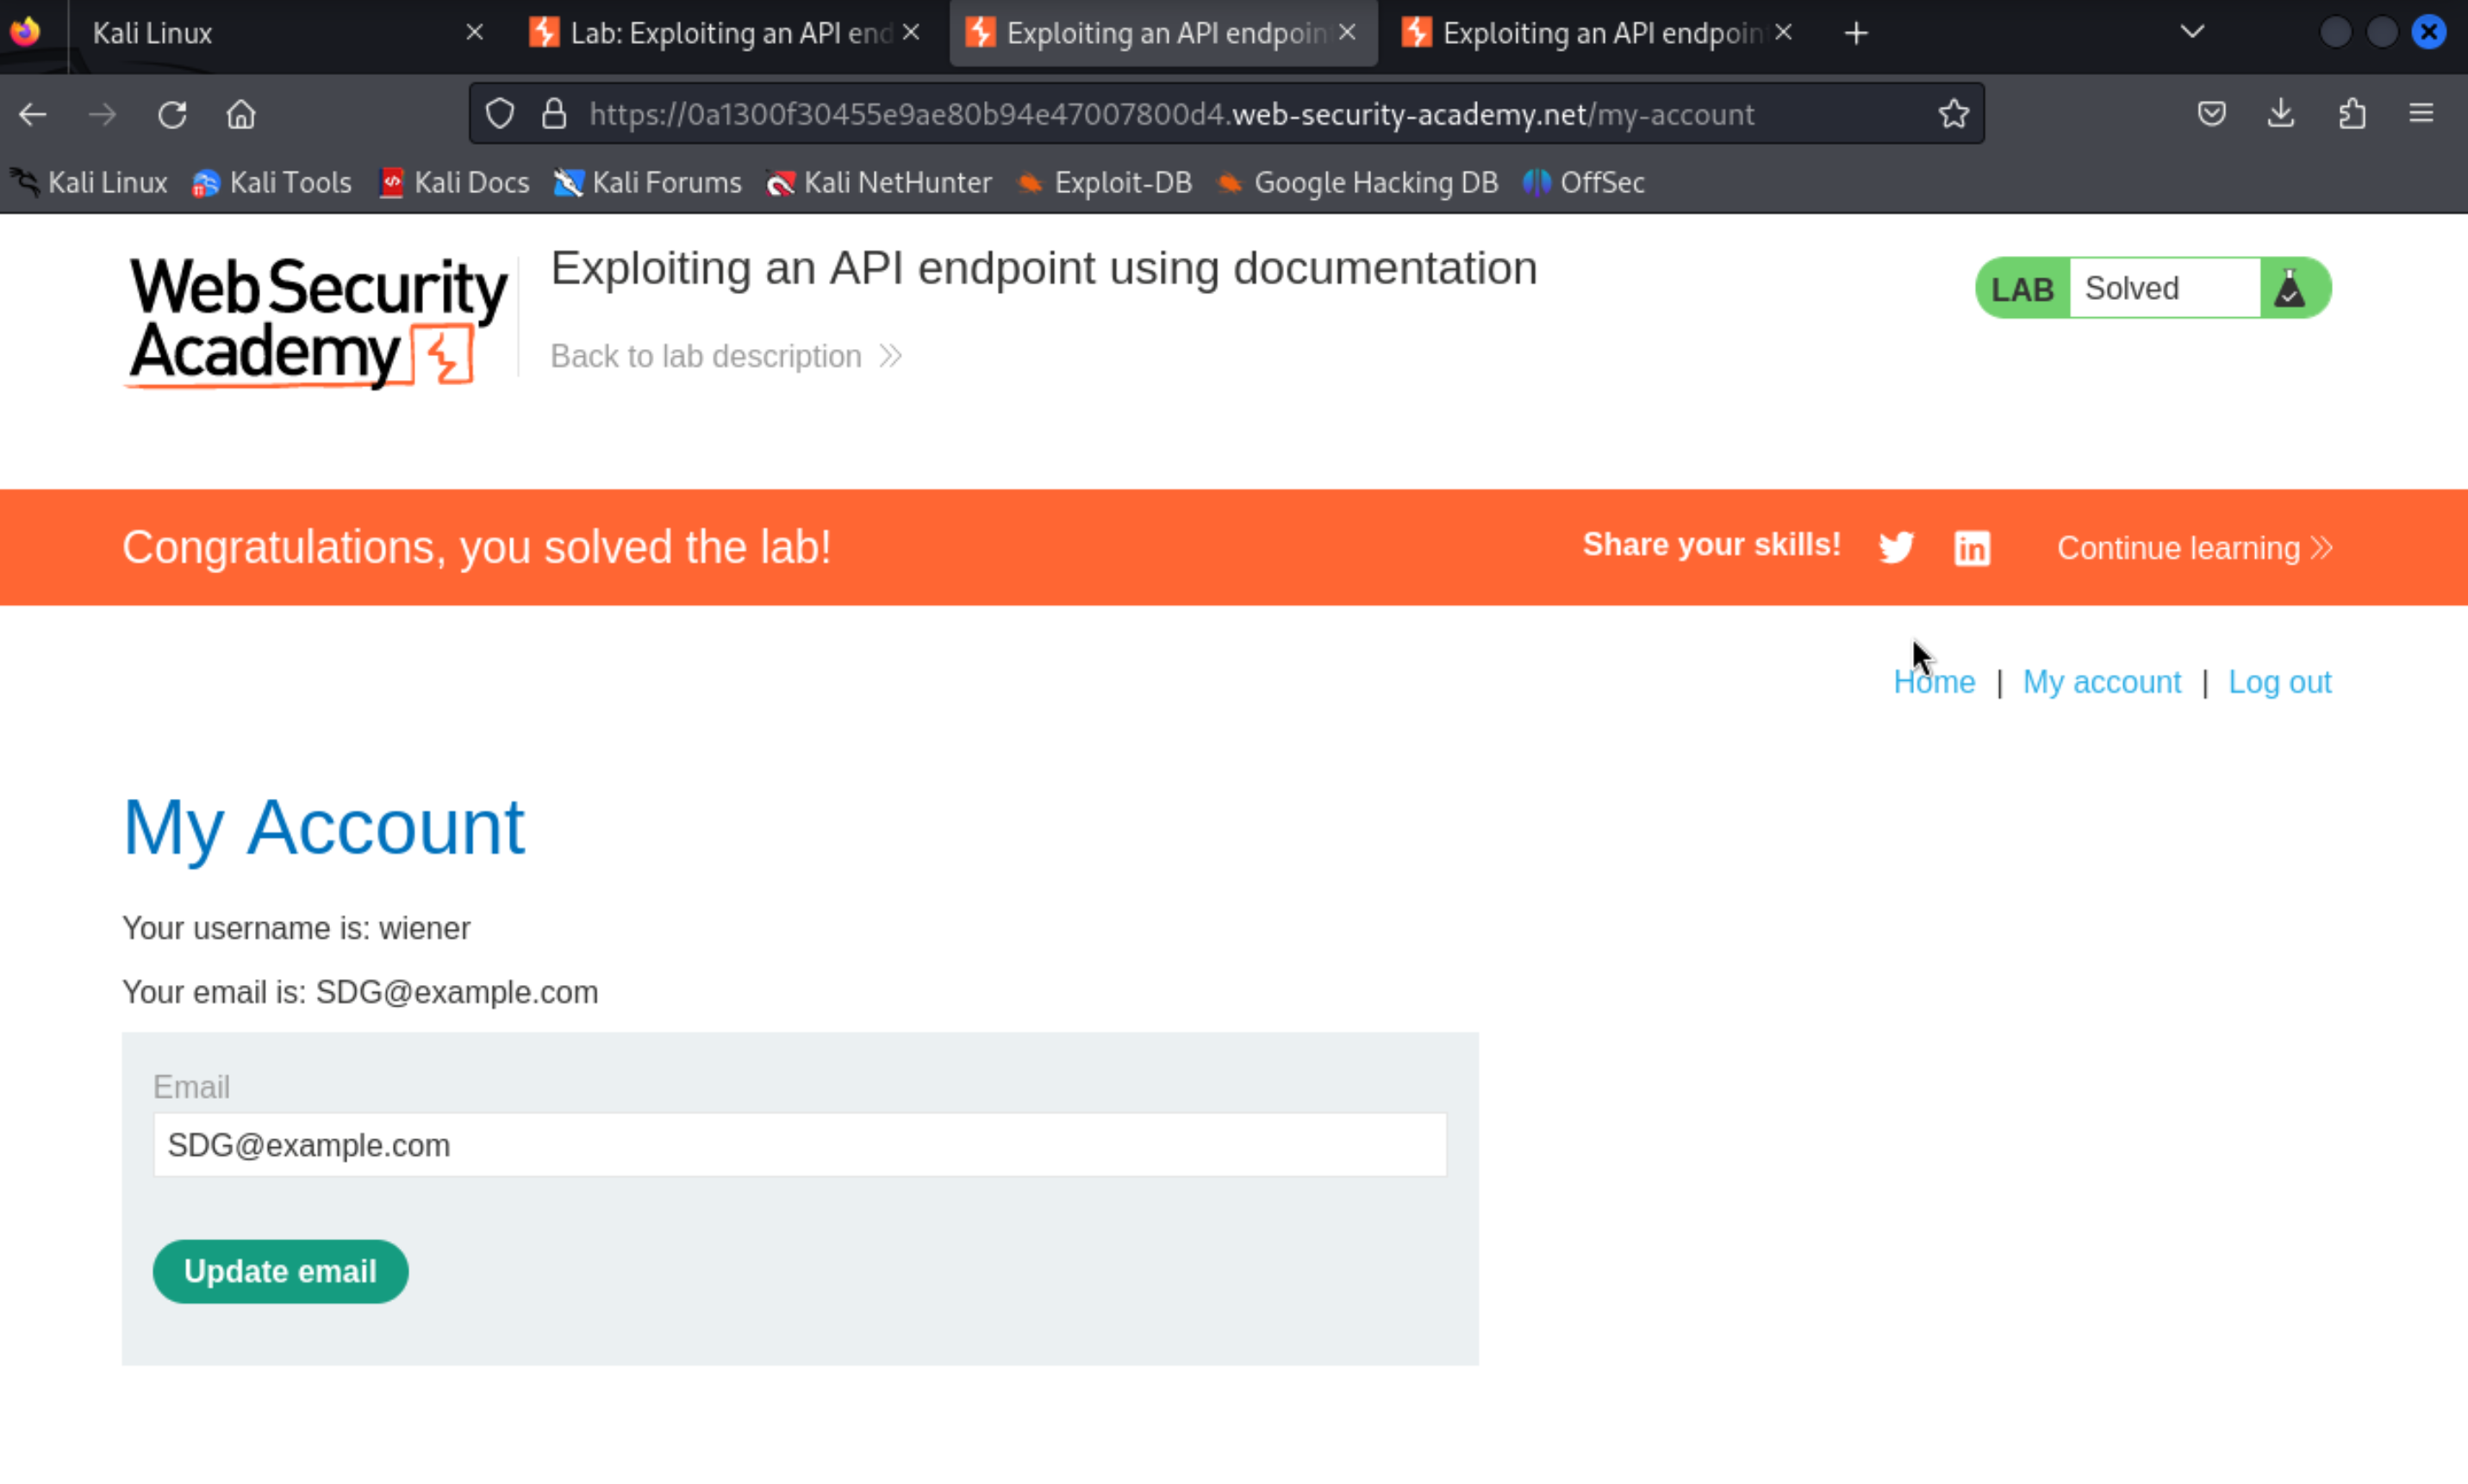 Kali Linux
Lab: Exploiting an API end
Exploiting an API endpoin
Exploiting an API endpoin
https://0a1300f30455e9ae80b94e47007800d4.web-security-academy.net/my-account
Kali Linux
Kali Tools
Kali Docs
Kali Forums
Kali NetHunter
Exploit-DB
Google Hacking DB
OffSec
Web Security
Academy
Exploiting an API endpoint using documentation
Back to lab description
LAB Solved
Congratulations, you solved the lab!
Share your skills!
Continue learning
Home | My account | Log out
My Account
Your username is: wiener
Your email is: SDG@example.com
Email
SDG@example.com
Update email